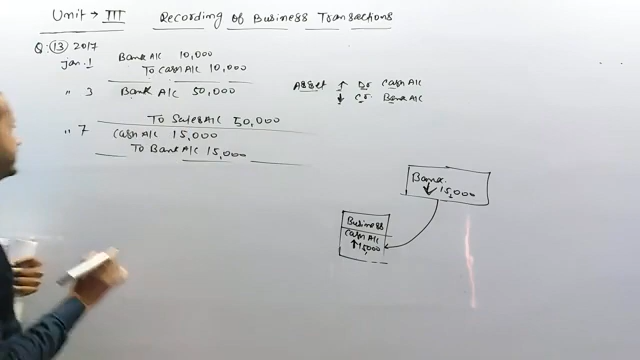 Unit → III Recording of Business Transactions
Q: 13 2017
Jan. 1 Bank A/c 10,000
To Cash A/c 10,000
" 3 Bank A/c 50,000
To Sales A/c 50,000
" 7 Cash A/c 15,000
To Bank A/c 15,000
Asset ↑ Dr Cash A/c
↓ Cr. Bank A/c
Bank
↓ 15,000
Business
Cash A/c
↑ 15,000